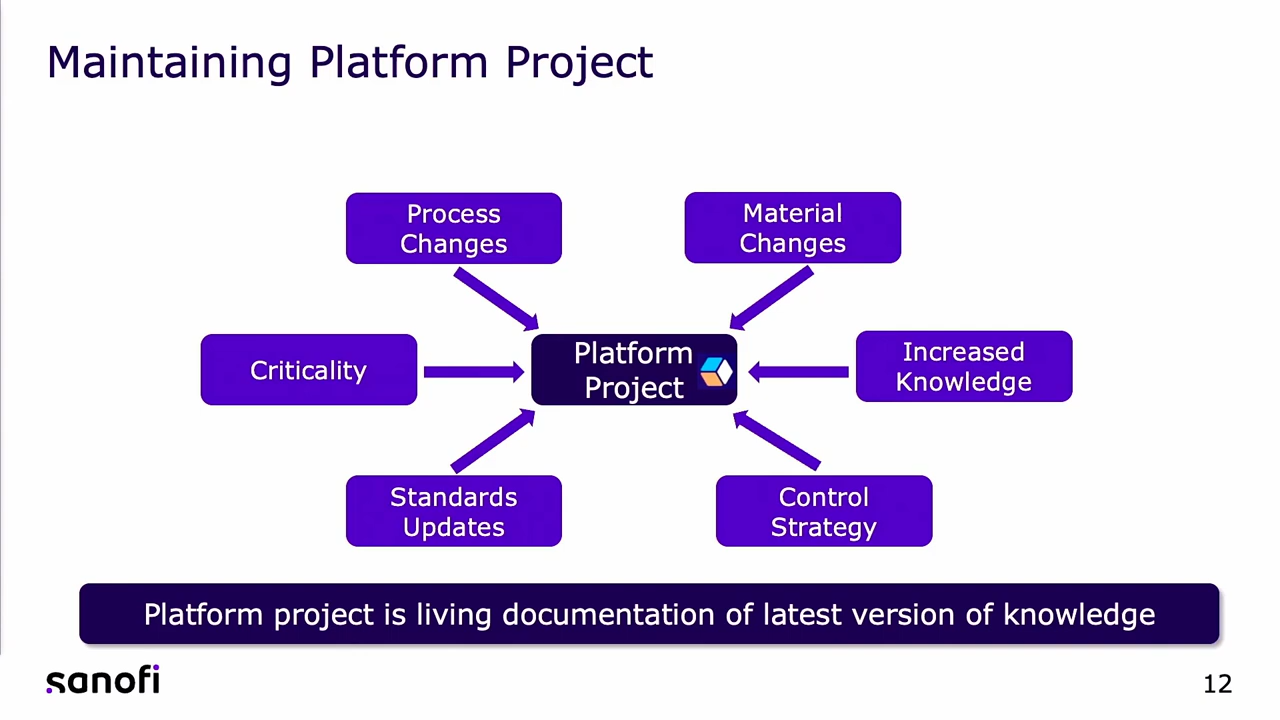 Maintaining Platform Project
Process
Changes
Material
Changes
Criticality
Platform
Project
Increased
Knowledge
Standards
Updates
Control
Strategy
Platform project is living documentation of latest version of knowledge
sanofi
12